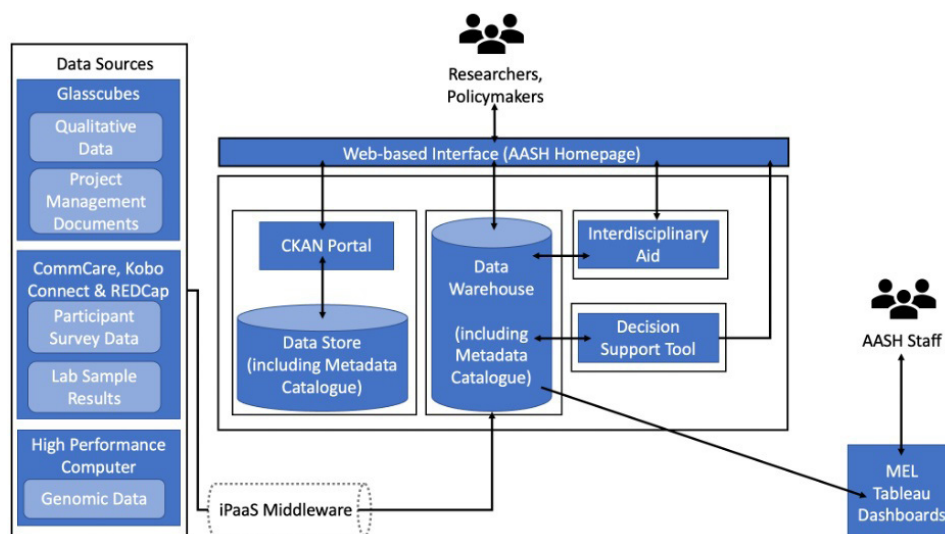 Data Sources
Glasscubes
Qualitative
Data
Project
Management
Documents
CommCare, Kobo
Connect & REDCap
Participant
Survey Data
Lab Sample
Results
High Performance
Computer
Genomic Data
iPaaS Middleware
Researchers,
Policymakers
Web-based Interface (AASH Homepage)
CKAN Portal
Data Store
(including Metadata
Catalogue)
Data
Warehouse
(including
Metadata
Catalogue)
Interdisciplinary
Aid
Decision
Support Tool
AASH Staff
MEL
Tableau
Dashboards